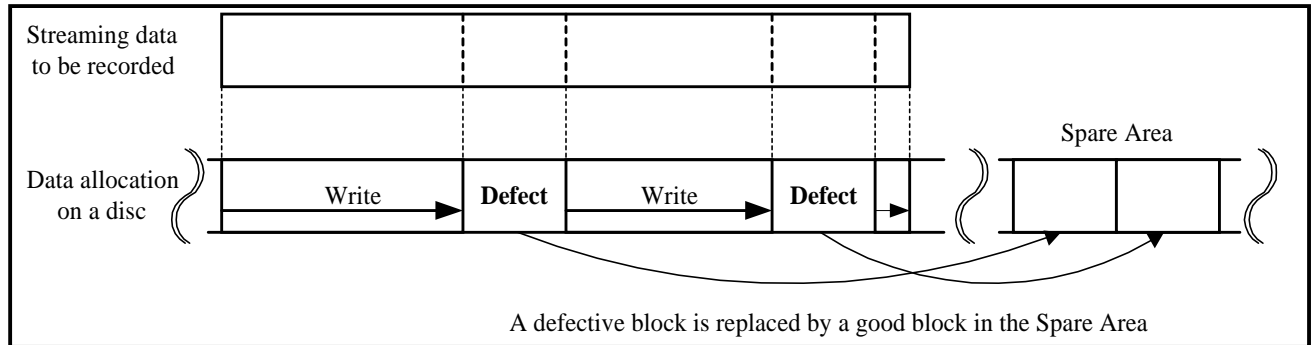 Streaming data
to be recorded
Spare Area
Data allocation
on a disc
Write
Defect
Write
Defect
A defective block is replaced by a good block in the Spare Area